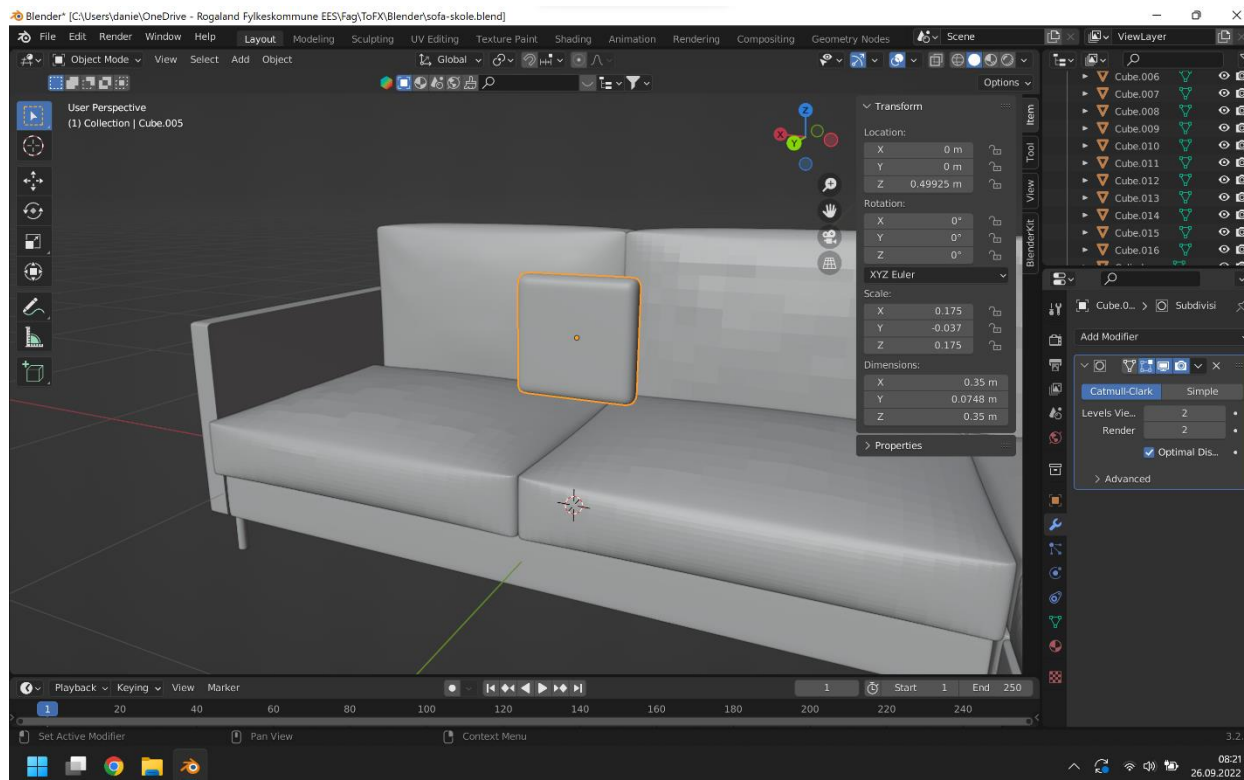 Blender* [C:\Users\danie\OneDrive - Rogaland Fylkeskommune EES\Fag\ToFX\Blender\sofa-skole.blend]
File Edit Render Window Help Layout Modeling Sculpting UV Editing Texture Paint Shading Animation Rendering Compositing Geometry Nodes Scene ViewLayer
Object Mode View Select Add Object Global
Options
User Perspective
(1) Collection | Cube.005
Z
X
Y
Transform
Location:
X 0 m
Y 0 m
Z 0.49925 m
Rotation:
X 0°
Y 0°
Z 0°
XYZ Euler
Scale:
X 0.175
Y -0.037
Z 0.175
Dimensions:
X 0.35 m
Y 0.0748 m
Z 0.35 m
Properties
Item
Tool
View
BlenderKit
Cube.006
Cube.007
Cube.008
Cube.009
Cube.010
Cube.011
Cube.012
Cube.013
Cube.014
Cube.015
Cube.016
Cube.0... > Subdivisi
Add Modifier
Catmull-Clark Simple
Levels Vie... 2
Render 2
Optimal Dis...
Advanced
Playback Keying View Marker 1 Start 1 End 250
1 20 40 60 80 100 120 140 160 180 200 220 240
Set Active Modifier Pan View Context Menu 3.2.
08:21
26.09.2022